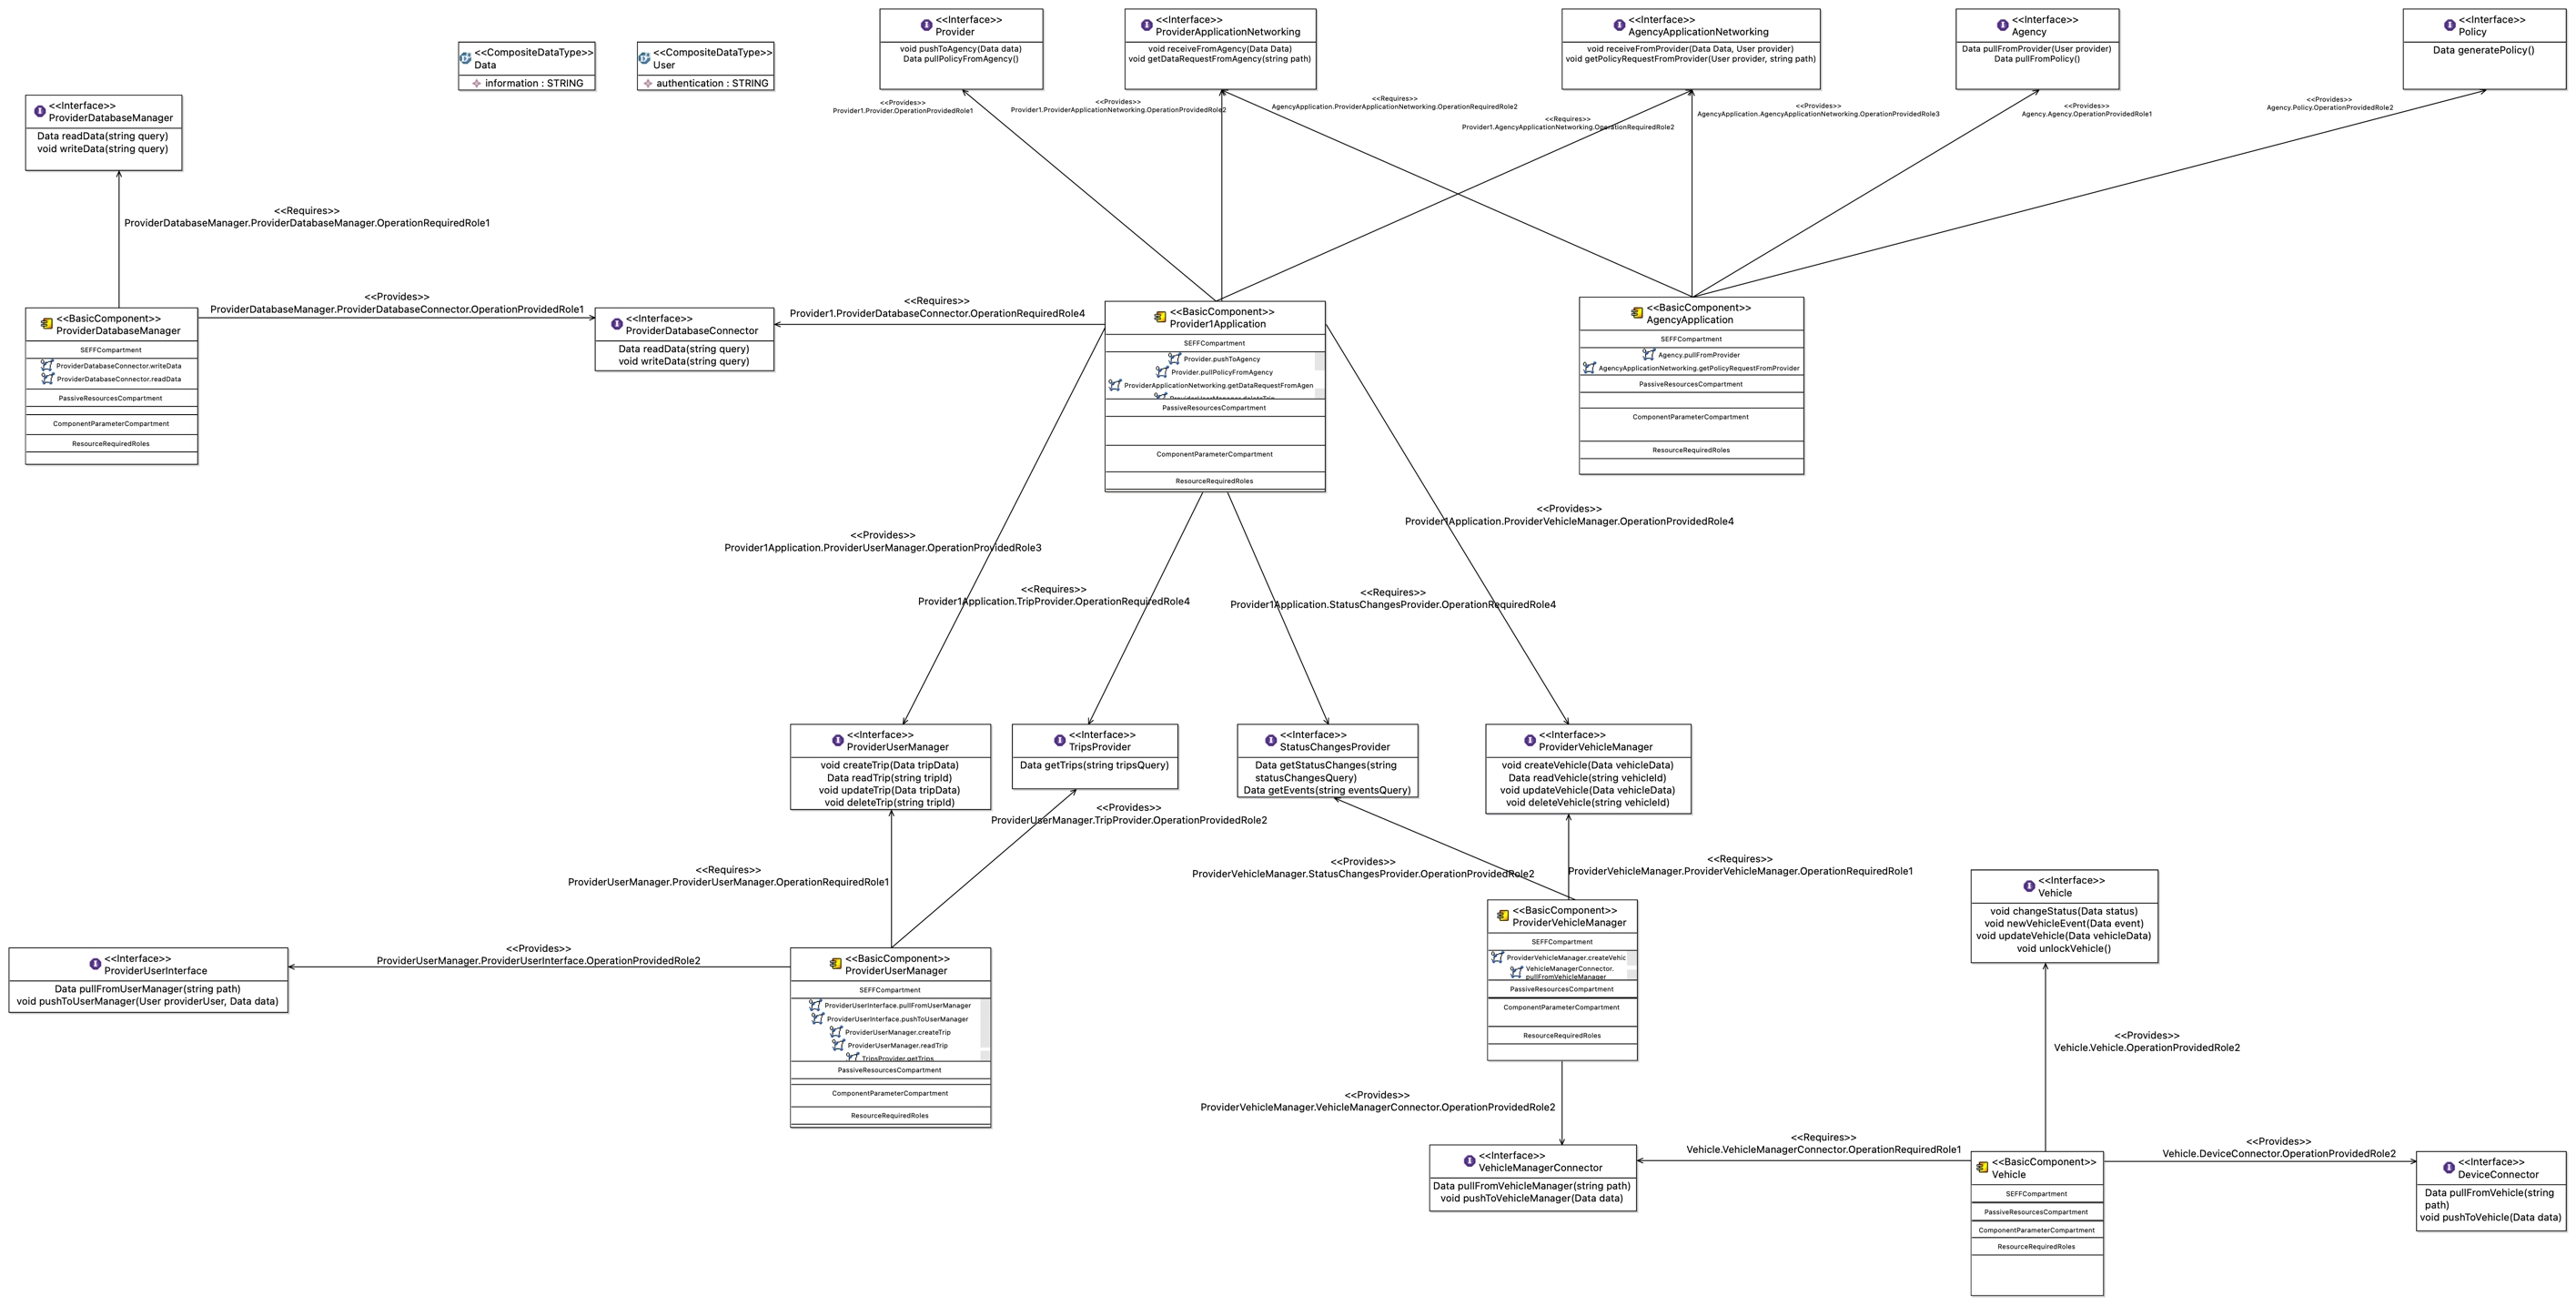 <<Interface>>
Provider
void pushToAgency(Data data)
Data pullPolicyFromAgency()
<<Interface>>
ProviderApplicationNetworking
void receiveFromAgency(Data Data)
void getDataRequestFromAgency(string path)
<<Interface>>
AgencyApplicationNetworking
void receiveFromProvider(Data Data, User provider)
void getPolicyRequestFromProvider(User provider, string path)
<<Interface>>
Agency
Data pullFromProvider(User provider)
Data pullFromPolicy()
<<Interface>>
Policy
Data generatePolicy()
<<CompositeDataType>>
Data
information : STRING
<<CompositeDataType>>
User
authentication : STRING
<<Interface>>
ProviderDatabaseManager
Data readData(string query)
void writeData(string query)
<<Provides>>
Provider1.Provider.OperationProvidedRole1
<<Provides>>
Provider1.ProviderApplicationNetworking.OperationProvidedRole2
<<Requires>>
AgencyApplication.ProviderApplicationNetworking.OperationRequiredRole2
<<Requires>>
Provider1.AgencyApplicationNetworking.OperationRequiredRole2
<<Provides>>
AgencyApplication.AgencyApplicationNetworking.OperationProvidedRole3
<<Provides>>
Agency.Agency.OperationProvidedRole1
<<Provides>>
Agency.Policy.OperationProvidedRole2
<<Requires>>
ProviderDatabaseManager.ProviderDatabaseManager.OperationRequiredRole1
<<BasicComponent>>
ProviderDatabaseManager
SEFFCompartment
ProviderDatabaseConnector.writeData
ProviderDatabaseConnector.readData
PassiveResourcesCompartment
ComponentParameterCompartment
ResourceRequiredRoles
<<Provides>>
ProviderDatabaseManager.ProviderDatabaseConnector.OperationProvidedRole1
<<Interface>>
ProviderDatabaseConnector
Data readData(string query)
void writeData(string query)
<<Requires>>
Provider1.ProviderDatabaseConnector.OperationRequiredRole4
<<BasicComponent>>
Provider1Application
SEFFCompartment
Provider.pushToAgency
Provider.pullPolicyFromAgency
ProviderApplicationNetworking.getDataRequestFromAgen
ProviderUserManager.deleteTrip
PassiveResourcesCompartment
ComponentParameterCompartment
ResourceRequiredRoles
<<BasicComponent>>
AgencyApplication
SEFFCompartment
Agency.pullFromProvider
AgencyApplicationNetworking.getPolicyRequestFromProvider
PassiveResourcesCompartment
ComponentParameterCompartment
ResourceRequiredRoles
<<Provides>>
Provider1Application.ProviderUserManager.OperationProvidedRole3
<<Requires>>
Provider1Application.TripProvider.OperationRequiredRole4
<<Requires>>
Provider1Application.StatusChangesProvider.OperationRequiredRole4
<<Provides>>
Provider1Application.ProviderVehicleManager.OperationProvidedRole4
<<Interface>>
ProviderUserManager
void createTrip(Data tripData)
Data readTrip(string tripId)
void updateTrip(Data tripData)
void deleteTrip(string tripId)
<<Interface>>
TripsProvider
Data getTrips(string tripsQuery)
<<Interface>>
StatusChangesProvider
Data getStatusChanges(string
statusChangesQuery)
Data getEvents(string eventsQuery)
<<Interface>>
ProviderVehicleManager
void createVehicle(Data vehicleData)
Data readVehicle(string vehicleId)
void updateVehicle(Data vehicleData)
void deleteVehicle(string vehicleId)
<<Requires>>
ProviderUserManager.ProviderUserManager.OperationRequiredRole1
<<Provides>>
ProviderUserManager.TripProvider.OperationProvidedRole2
<<Provides>>
ProviderVehicleManager.StatusChangesProvider.OperationProvidedRole2
<<Requires>>
ProviderVehicleManager.ProviderVehicleManager.OperationRequiredRole1
<<Interface>>
ProviderUserInterface
Data pullFromUserManager(string path)
void pushToUserManager(User providerUser, Data data)
<<Provides>>
ProviderUserManager.ProviderUserInterface.OperationProvidedRole2
<<BasicComponent>>
ProviderUserManager
SEFFCompartment
ProviderUserInterface.pullFromUserManager
ProviderUserInterface.pushToUserManager
ProviderUserManager.createTrip
ProviderUserManager.readTrip
TripsProvider.getTrips
PassiveResourcesCompartment
ComponentParameterCompartment
ResourceRequiredRoles
<<BasicComponent>>
ProviderVehicleManager
SEFFCompartment
ProviderVehicleManager.createVehic
VehicleManagerConnector.
pullFromVehicleManager
PassiveResourcesCompartment
ComponentParameterCompartment
ResourceRequiredRoles
<<Interface>>
Vehicle
void changeStatus(Data status)
void newVehicleEvent(Data event)
void updateVehicle(Data vehicleData)
void unlockVehicle()
<<Provides>>
Vehicle.Vehicle.OperationProvidedRole2
<<Provides>>
ProviderVehicleManager.VehicleManagerConnector.OperationProvidedRole2
<<Interface>>
VehicleManagerConnector
Data pullFromVehicleManager(string path)
void pushToVehicleManager(Data data)
<<Requires>>
Vehicle.VehicleManagerConnector.OperationRequiredRole1
<<BasicComponent>>
Vehicle
SEFFCompartment
PassiveResourcesCompartment
ComponentParameterCompartment
ResourceRequiredRoles
<<Provides>>
Vehicle.DeviceConnector.OperationProvidedRole2
<<Interface>>
DeviceConnector
Data pullFromVehicle(string
path)
void pushToVehicle(Data data)